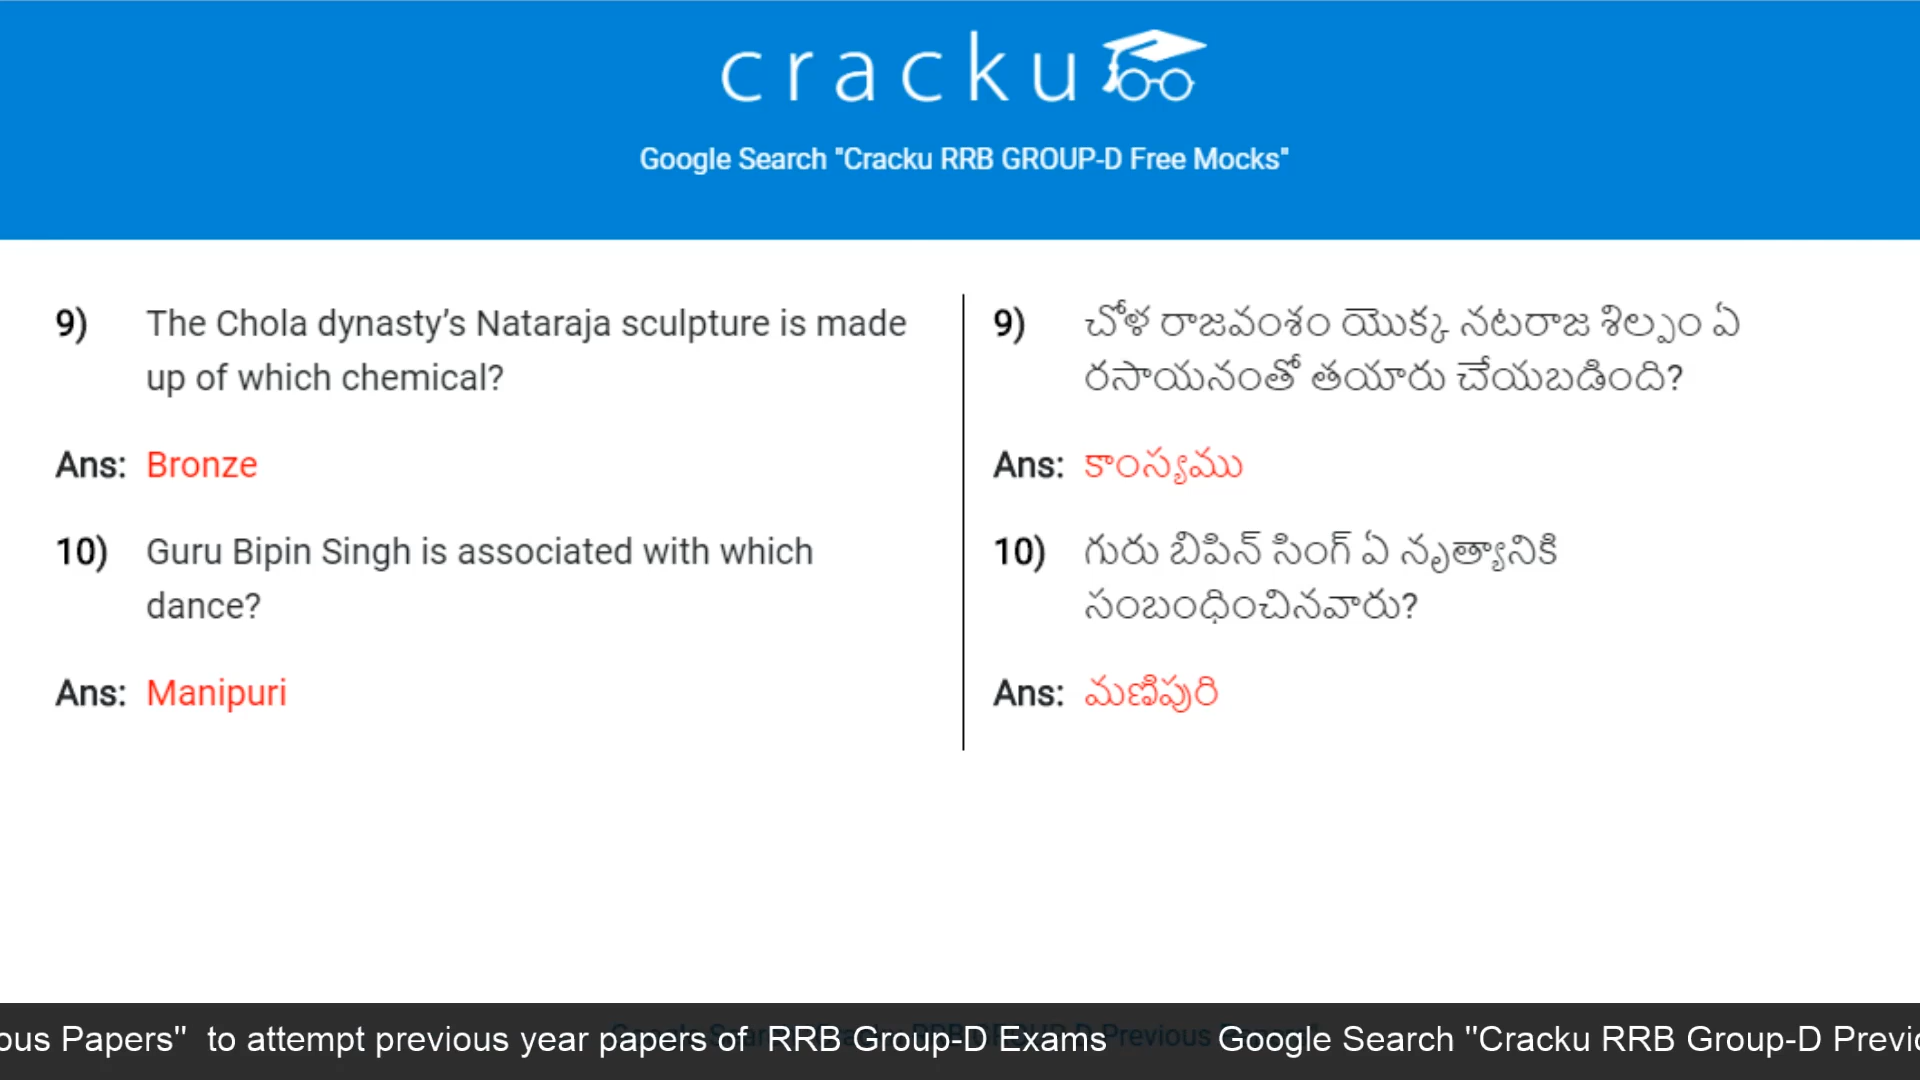 cracku
Google Search "Cracku RRB GROUP-D Free Mocks"
9) The Chola dynasty’s Nataraja sculpture is made
up of which chemical?
Ans: Bronze
10) Guru Bipin Singh is associated with which
dance?
Ans: Manipuri
9) చోళ రాజవంశం యొక్క నటరాజ శిల్పం ఏ
రసాయనంతో తయారు చేయబడింది?
Ans: కాంస్యము
10) గురు బిపిన్ సింగ్ ఏ నృత్యానికి
సంబంధించినవారు?
Ans: మణిపురి
ous Papers" to attempt previous year papers of RRB Group-D Exams Google Search "Cracku RRB Group-D Previo